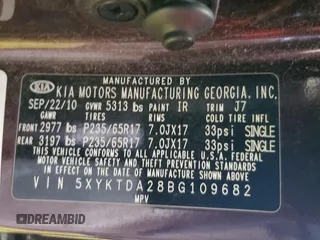 KIA KIA MOTORS MANUFACTURING GEORGIA. INC.
SEP/22/10 GVWR 5313 lbs PAINT IR TRIM J7
GAWR TIRES RIMS COLD TIRE INFL.
FRONT 2977 lbs P235/65R17 7.0JX17 33psi SINGLE
REAR 3197 lbs P235/65R17 7.0JX17 33psi SINGLE
THIS VEHICLE CONFORMS TO ALL APPLICABLE FEDERAL MOTOR
VEHICLE SAFETY AND THEFT PREVENTION STANDARDS IN
EFFECT ON THE DATE OF MANUFACTURE SHOWN ABOVE.
VIN 5XYKTDA28BG109682
MPV
DREAMBID